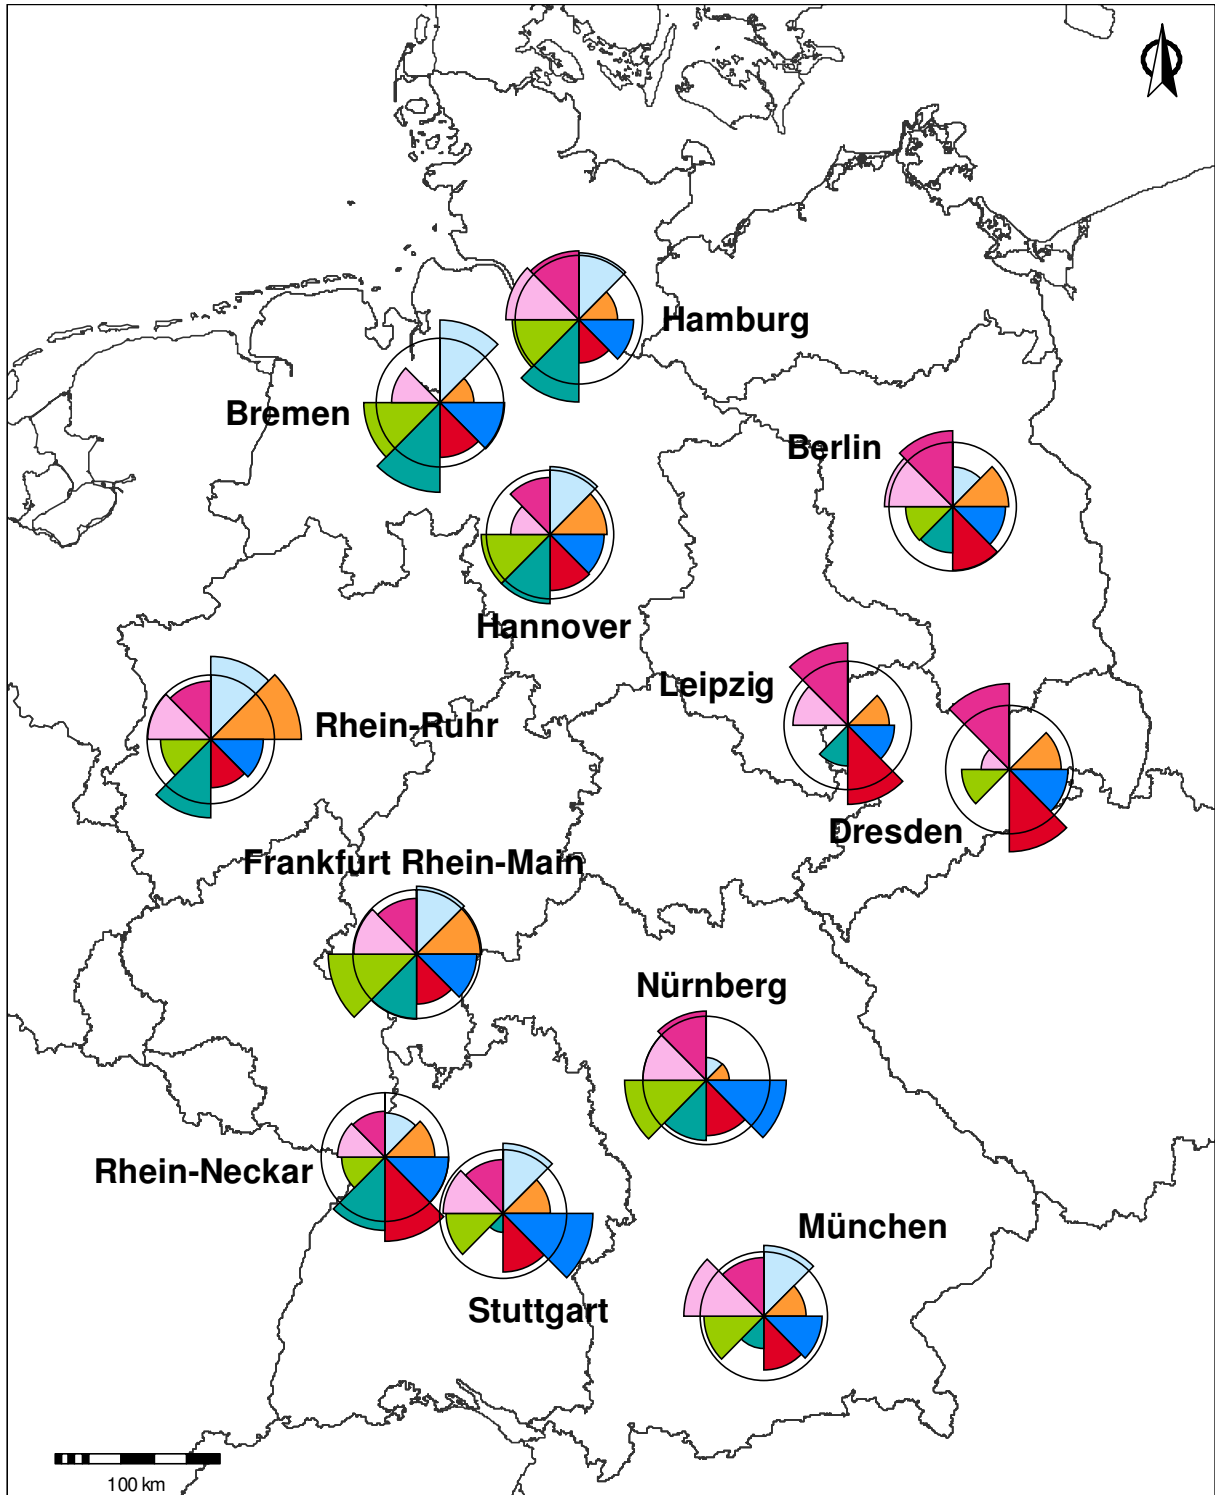 Hamburg
Bremen
Berlin
Hannover
Leipzig
Rhein-Ruhr
Dresden
Frankfurt Rhein-Main
Nürnberg
Rhein-Neckar
München
Stuttgart
100 km